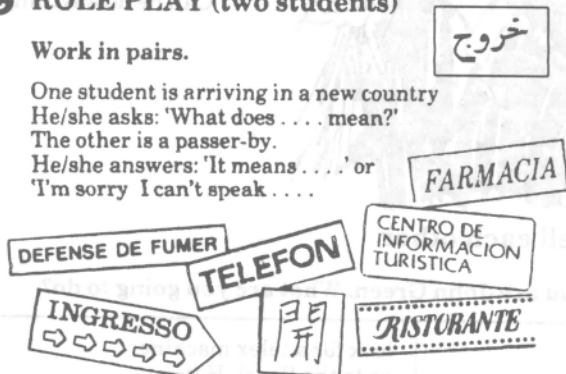 ROLE PLAY (two students)
خروج
Work in pairs.
One student is arriving in a new country
He/she asks: 'What does . . . . mean?'
The other is a passer-by.
He/she answers: 'It means . . . .' or
'I'm sorry I can't speak . . . .
FARMACIA
CENTRO DE
INFORMACION
TURISTICA
DEFENSE DE FUMER
TELEFON
INGRESSO
RISTORANTE